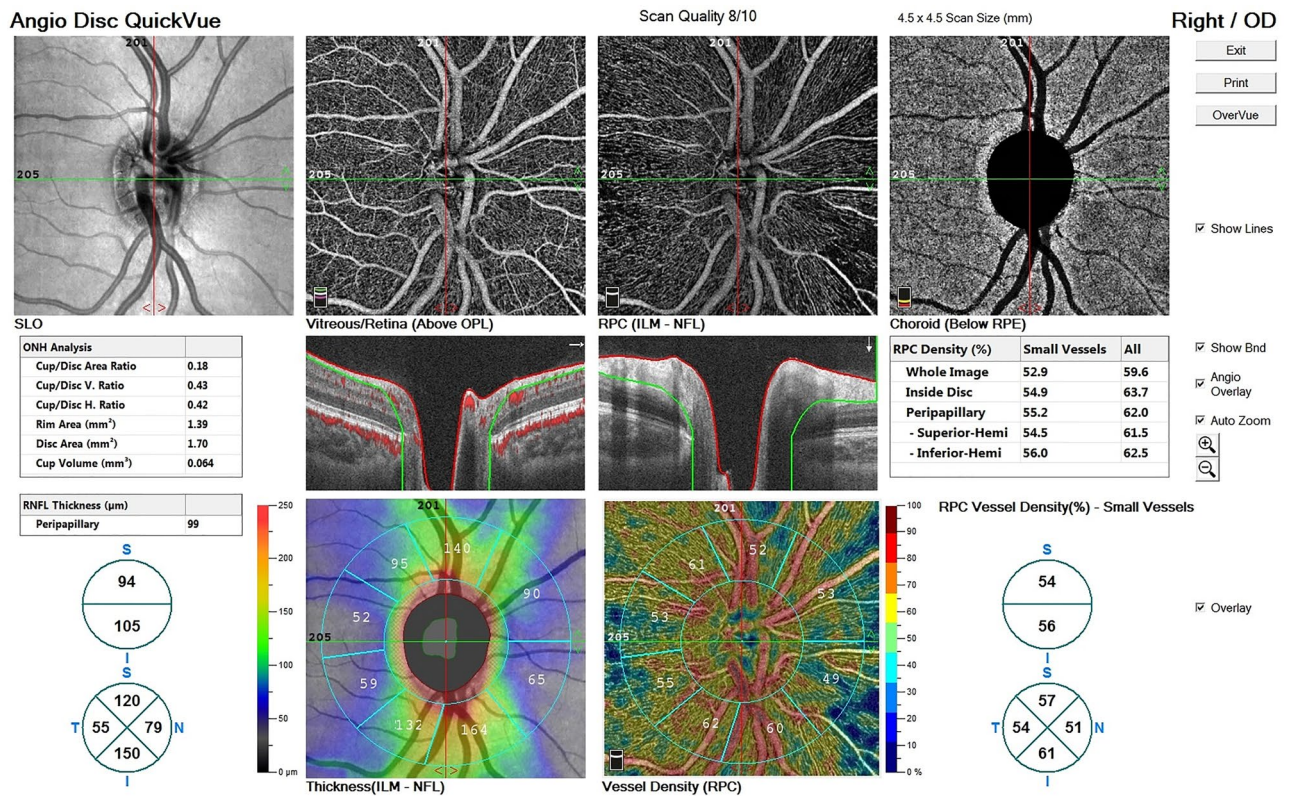 Angio Disc QuickVue
Scan Quality 8/10
4.5 x 4.5 Scan Size (mm)
Right / OD
Exit
Print
OverVue
201
205
201
205
201
205
201
205
Show Lines
< >
SLO
Vitreous/Retina (Above OPL)
RPC (ILM - NFL)
Choroid (Below RPE)
ONH Analysis
Cup/Disc Area Ratio 0.18
Cup/Disc V. Ratio 0.43
Cup/Disc H. Ratio 0.42
Rim Area (mm²) 1.39
Disc Area (mm²) 1.70
Cup Volume (mm³) 0.064
RPC Density (%) Small Vessels All
Whole Image 52.9 59.6
Inside Disc 54.9 63.7
Peripapillary 55.2 62.0
- Superior-Hemi 54.5 61.5
- Inferior-Hemi 56.0 62.5
Show Bnd
Angio
Overlay
Auto Zoom
RNFL Thickness (µm)
Peripapillary 99
S
94
105
I
S
120
T 55 79 N
150
I
250
200
150
100
50
0 µm
201
205
140
95
90
52
59
65
132
164
Thickness(ILM - NFL)
201
205
52
61
53
53
55
49
62
60
Vessel Density (RPC)
100
90
80
70
60
50
40
30
20
10
0 %
RPC Vessel Density(%) - Small Vessels
S
54
56
I
S
57
T 54 51 N
61
I
Overlay